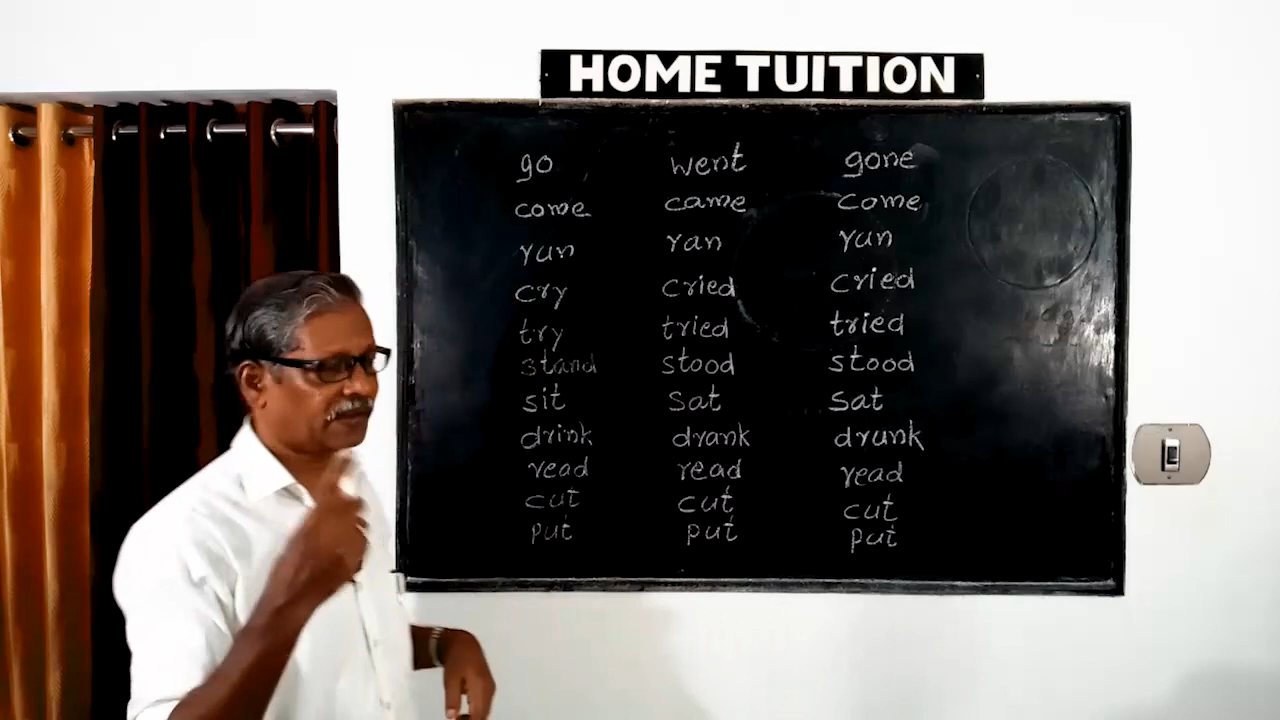 HOME TUITION
go went gone
come came come
run ran run
cry cried cried
try tried tried
stand stood stood
sit sat sat
drink drank drunk
read read read
cut cut cut
put put put